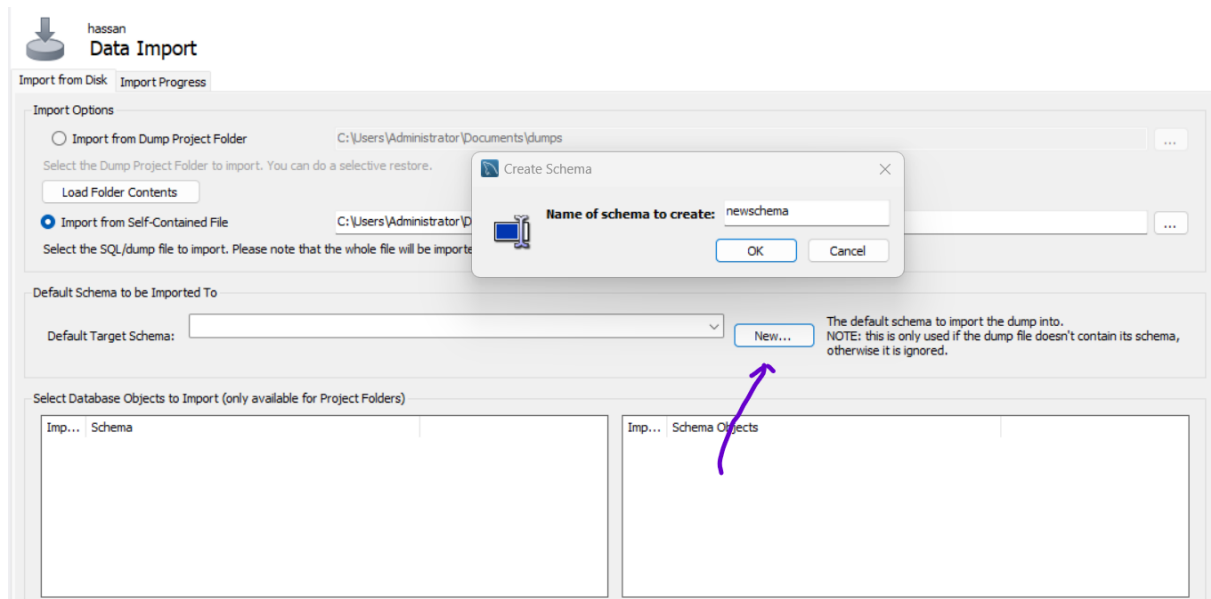 hassan
Data Import
Import from Disk Import Progress
Import Options
Import from Dump Project Folder C:\Users\Administrator\Documents\dumps ...
Select the Dump Project Folder to import. You can do a selective restore.
Create Schema
Load Folder Contents
Name of schema to create: newschema
Import from Self-Contained File C:\Users\Administrator\D ...
Select the SQL/dump file to import. Please note that the whole file will be importe
OK Cancel
Default Schema to be Imported To
Default Target Schema: New...
The default schema to import the dump into.
NOTE: this is only used if the dump file doesn't contain its schema,
otherwise it is ignored.
Select Database Objects to Import (only available for Project Folders)
Imp... Schema Imp... Schema Objects